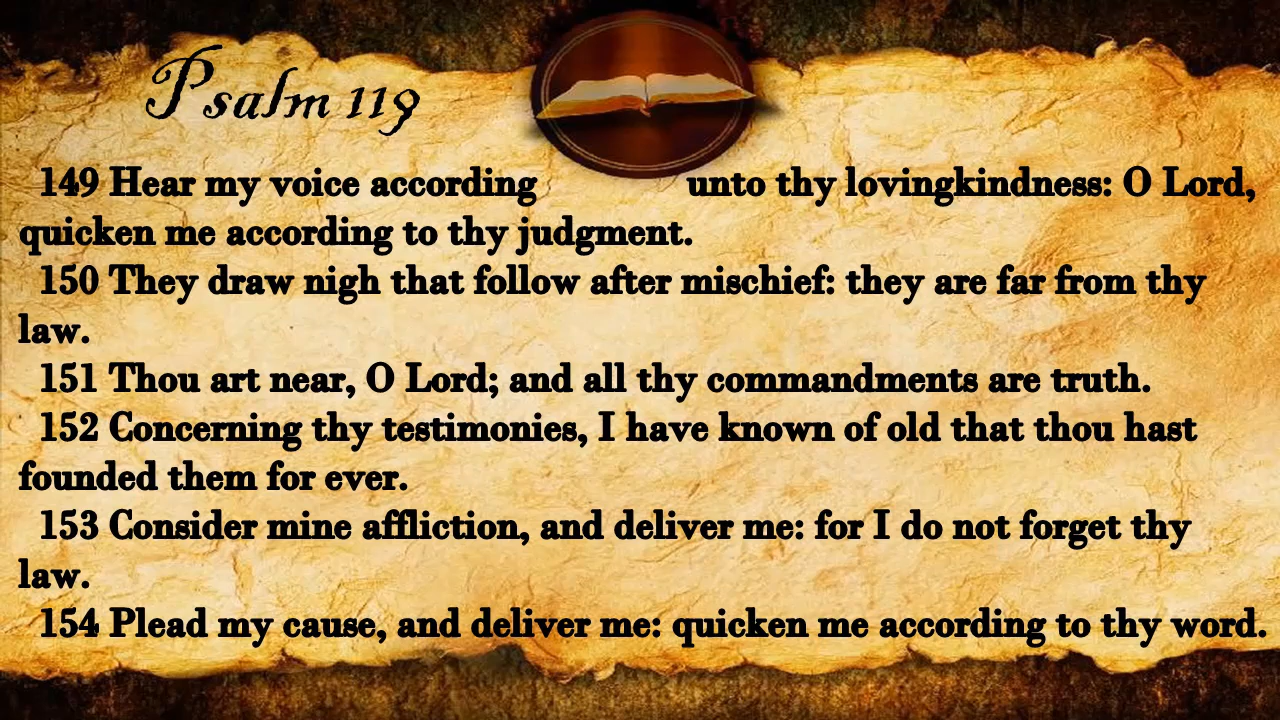 Psalm 119
149 Hear my voice according unto thy lovingkindness: O Lord,
quicken me according to thy judgment.
150 They draw nigh that follow after mischief: they are far from thy
law.
151 Thou art near, O Lord; and all thy commandments are truth.
152 Concerning thy testimonies, I have known of old that thou hast
founded them for ever.
153 Consider mine affliction, and deliver me: for I do not forget thy
law.
154 Plead my cause, and deliver me: quicken me according to thy word.